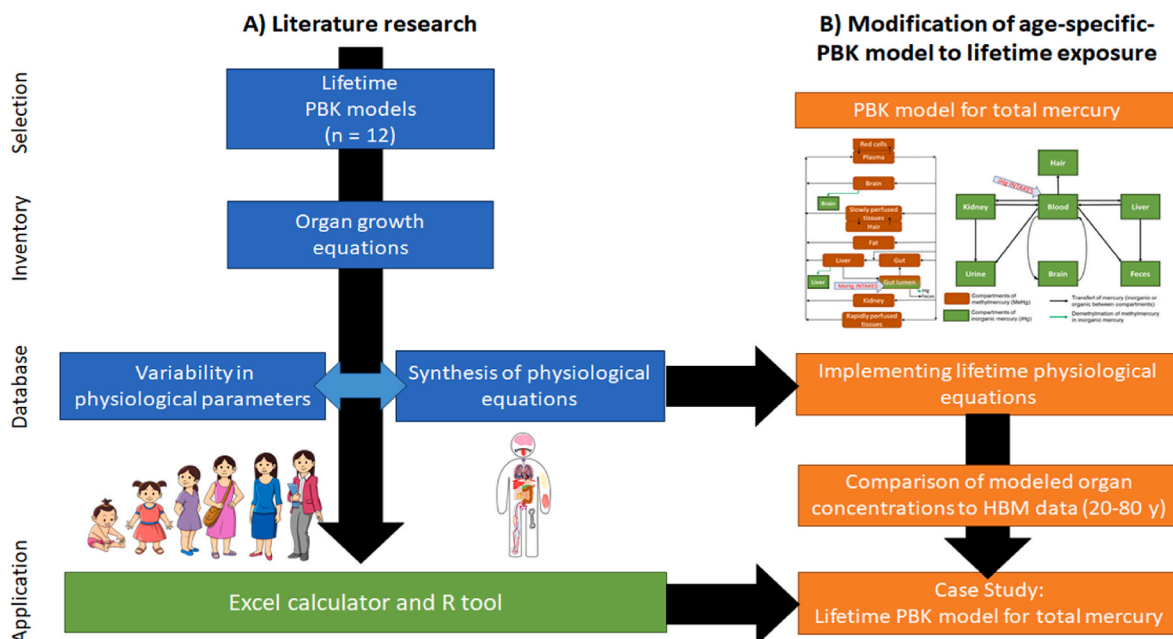 A) Literature research
B) Modification of age-specific-
PBK model to lifetime exposure
Selection
Inventory
Database
Application
Lifetime
PBK models
(n = 12)
Organ growth
equations
Variability in
physiological parameters
Synthesis of physiological
equations
Excel calculator and R tool
PBK model for total mercury
Red cells
Plasma
Brain
Brain
Slowly perfused
tissues
Hair
Fat
Liver
Gut
Liver
MeHg INTAKES
Gut lumen
iHg
Feces
Kidney
Rapidly perfused
tissues
Hair
iHg INTAKES
Kidney
Blood
Liver
Urine
Brain
Feces
Compartments of
methylmercury (MeHg)
Compartments of
inorganic mercury (iHg)
Transfert of mercury (inorganic or
organic between compartments)
Demethylation of methylmercury
in inorganic mercury
Implementing lifetime physiological
equations
Comparison of modeled organ
concentrations to HBM data (20-80 y)
Case Study:
Lifetime PBK model for total mercury